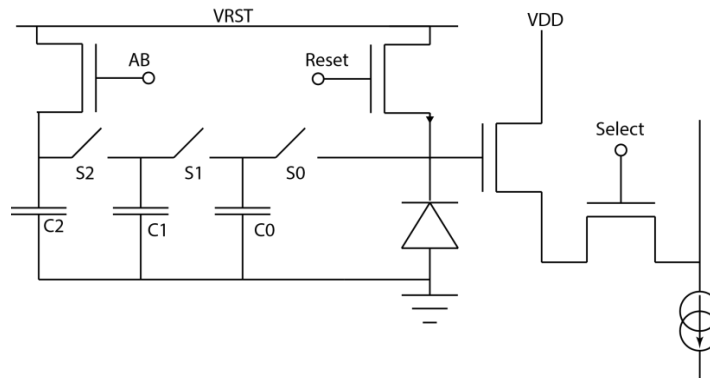 VRST
VDD
AB
Reset
Select
S2
S1
S0
C2
C1
C0